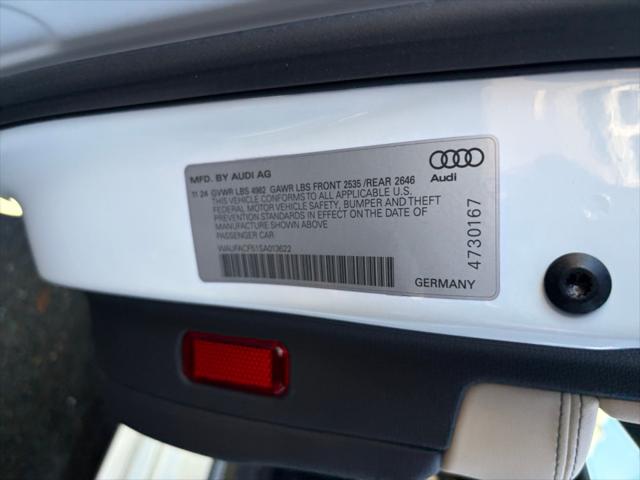 MFD. BY AUDI AG
11 24 GVWR LBS 4982 GAWR LBS FRONT 2535 /REAR 2646
THIS VEHICLE CONFORMS TO ALL APPLICABLE U.S.
FEDERAL MOTOR VEHICLE SAFETY, BUMPER AND THEFT
PREVENTION STANDARDS IN EFFECT ON THE DATE OF
MANUFACTURE SHOWN ABOVE
PASSENGER CAR
WAUFACF51SA013622
Audi
4730167
GERMANY